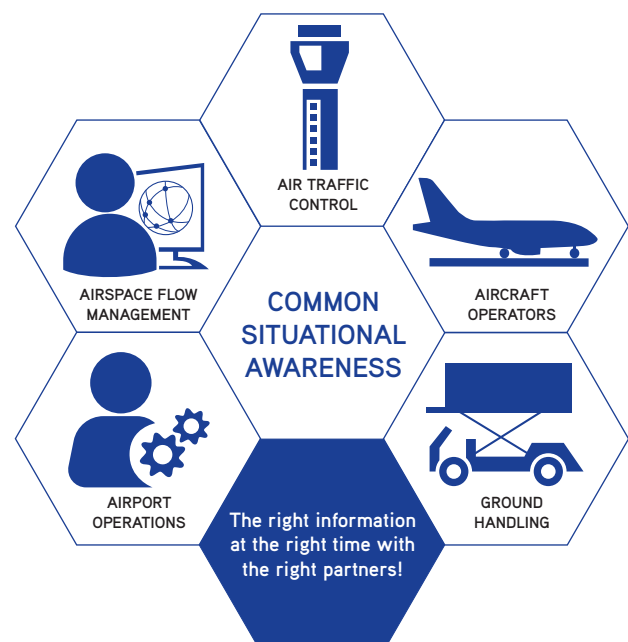 AIR TRAFFIC
CONTROL
AIRSPACE FLOW
MANAGEMENT
AIRCRAFT
OPERATORS
COMMON
SITUATIONAL
AWARENESS
AIRPORT
OPERATIONS
GROUND
HANDLING
The right information
at the right time with
the right partners!